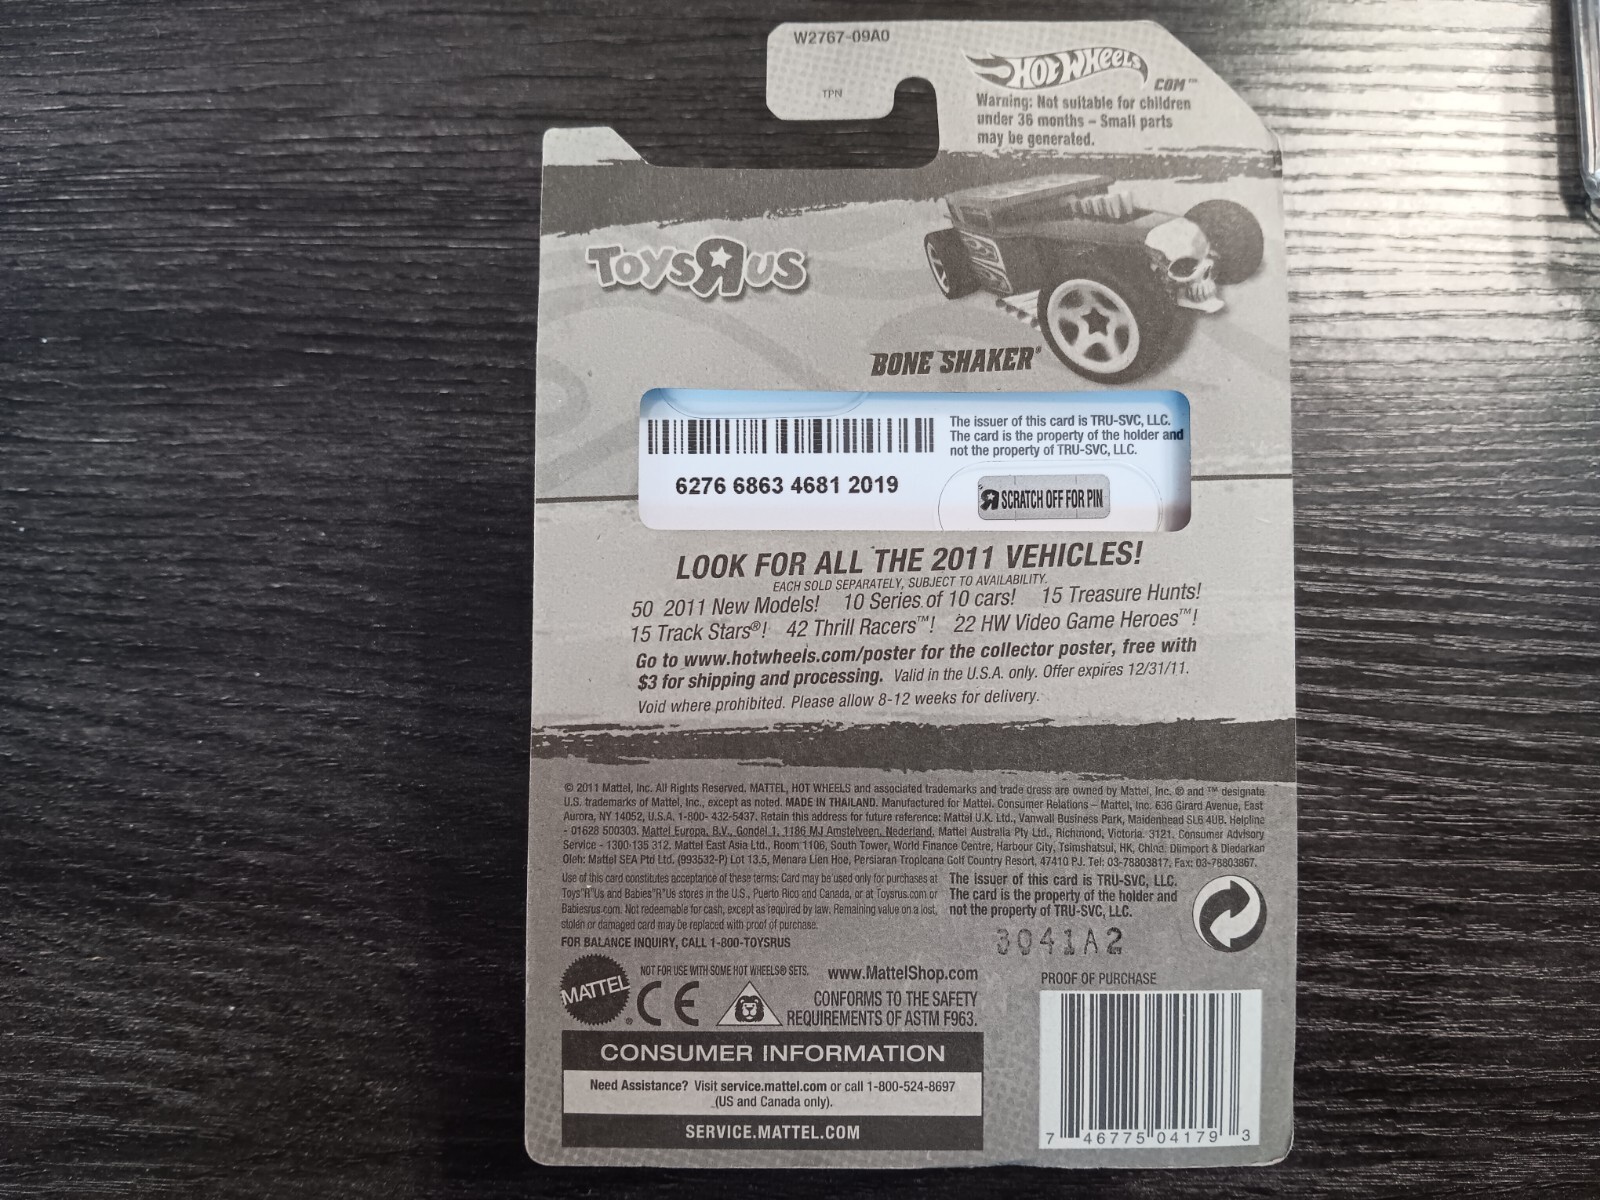 W2767-09A0
TPN
HOT WHEELS
.COM™
Warning: Not suitable for children
under 36 months – Small parts
may be generated.
TOYSRUS
BONE SHAKER®
The issuer of this card is TRU-SVC, LLC.
The card is the property of the holder and
not the property of TRU-SVC, LLC.
6276 6863 4681 2019
SCRATCH OFF FOR PIN
LOOK FOR ALL THE 2011 VEHICLES!
EACH SOLD SEPARATELY, SUBJECT TO AVAILABILITY.
50 2011 New Models! 10 Series of 10 cars! 15 Treasure Hunts!
15 Track Stars®! 42 Thrill Racers™! 22 HW Video Game Heroes™!
Go to www.hotwheels.com/poster for the collector poster, free with
$3 for shipping and processing. Valid in the U.S.A. only. Offer expires 12/31/11.
Void where prohibited. Please allow 8-12 weeks for delivery.
© 2011 Mattel, Inc. All Rights Reserved. MATTEL, HOT WHEELS and associated trademarks and trade dress are owned by Mattel, Inc. ® and ™ designate
U.S. trademarks of Mattel, Inc., except as noted. MADE IN THAILAND. Manufactured for Mattel. Consumer Relations – Mattel, Inc. 636 Girard Avenue, East
Aurora, NY 14052, U.S.A. 1-800- 432-5437. Retain this address for future reference: Mattel U.K. Ltd., Vanwall Business Park, Maidenhead SL6 4UB. Helpline
- 01628 500303. Mattel Europa, B.V., Gondel 1, 1186 MJ Amstelveen, Nederland. Mattel Australia Pty Ltd., Richmond, Victoria. 3121. Consumer Advisory
Service - 1300 135 312. Mattel East Asia Ltd., Room 1106, South Tower, World Finance Centre, Harbour City, Tsimshatsui, HK, China. Diimport & Diedarkan
Oleh: Mattel SEA Ptd Ltd. (993532-P) Lot 13.5, Menara Lien Hoe, Persiaran Tropicana Golf Country Resort, 47410 PJ. Tel: 03-78803817, Fax: 03-78803867.
Use of this card constitutes acceptance of these terms: Card may be used only for purchases at
Toys"R"Us and Babies"R"Us stores in the U.S., Puerto Rico and Canada, or at Toysrus.com or
Babiesrus.com. Not redeemable for cash, except as required by law. Remaining value on a lost,
stolen or damaged card may be replaced with proof of purchase.
FOR BALANCE INQUIRY, CALL 1-800-TOYSRUS
The issuer of this card is TRU-SVC, LLC.
The card is the property of the holder and
not the property of TRU-SVC, LLC.
3041A2
MATTEL®
NOT FOR USE WITH SOME HOT WHEELS® SETS.
CE
www.MattelShop.com
CONFORMS TO THE SAFETY
REQUIREMENTS OF ASTM F963.
PROOF OF PURCHASE
CONSUMER INFORMATION
Need Assistance? Visit service.mattel.com or call 1-800-524-8697
(US and Canada only).
SERVICE.MATTEL.COM
7 46775 04179 3